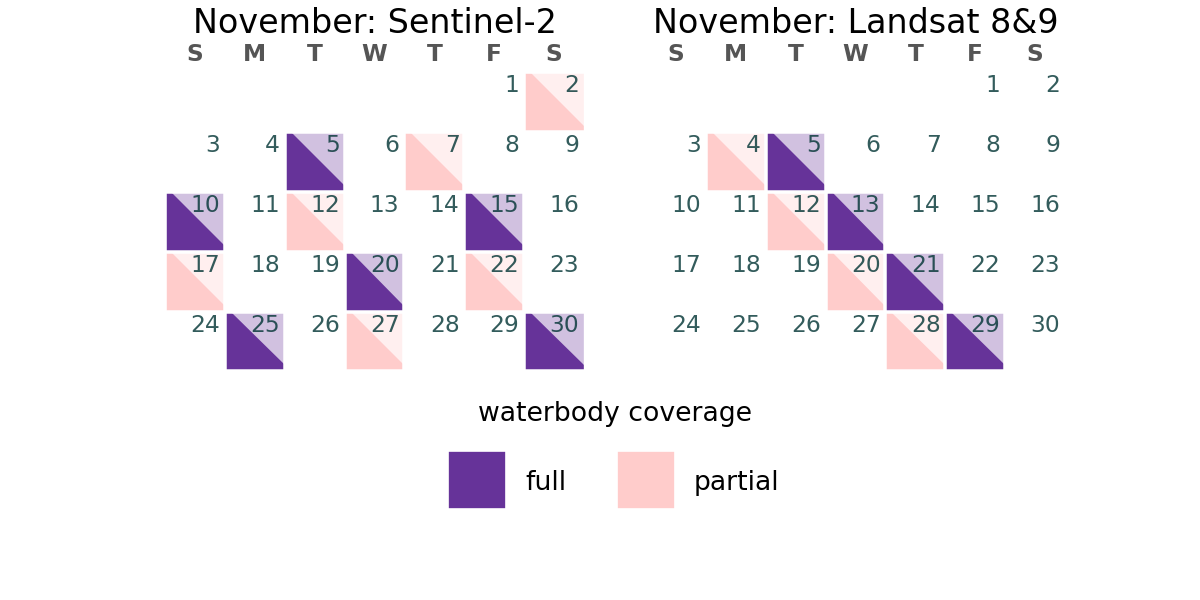 November: Sentinel-2
S M T W T F S
1 2
3 4 5 6 7 8 9
10 11 12 13 14 15 16
17 18 19 20 21 22 23
24 25 26 27 28 29 30
November: Landsat 8&9
S M T W T F S
1 2
3 4 5 6 7 8 9
10 11 12 13 14 15 16
17 18 19 20 21 22 23
24 25 26 27 28 29 30
waterbody coverage
full
partial